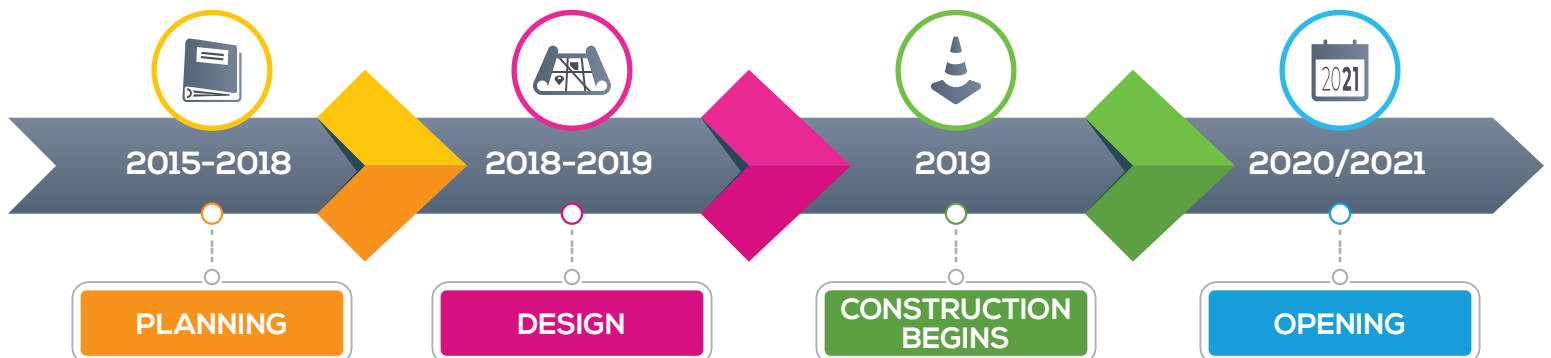 2021
2015-2018
2018-2019
2019
2020/2021
PLANNING
DESIGN
CONSTRUCTION
BEGINS
OPENING